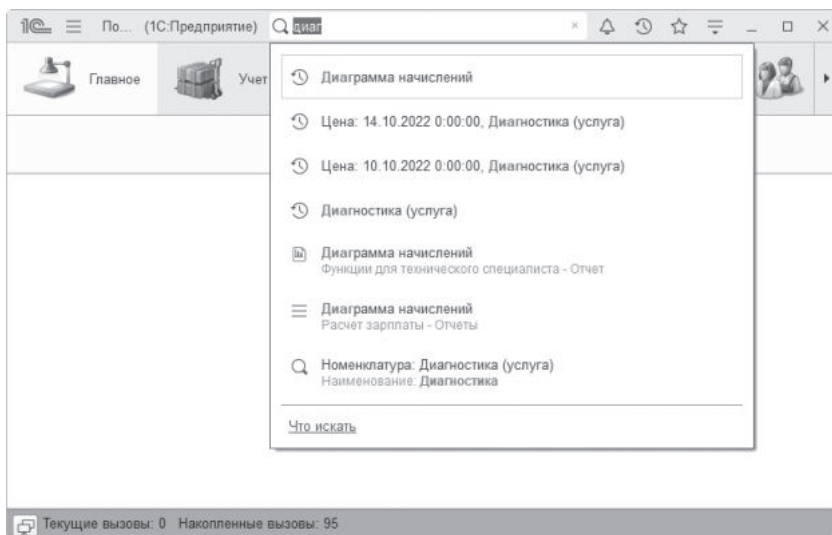 1С По... (1С:Предприятие) диаг
Главное Учет
Диаграмма начислений
Цена: 14.10.2022 0:00:00, Диагностика (услуга)
Цена: 10.10.2022 0:00:00, Диагностика (услуга)
Диагностика (услуга)
Диаграмма начислений
Функции для технического специалиста - Отчет
Диаграмма начислений
Расчет зарплаты - Отчеты
Номенклатура: Диагностика (услуга)
Наименование: Диагностика
Что искать
Текущие вызовы: 0 Накопленные вызовы: 95